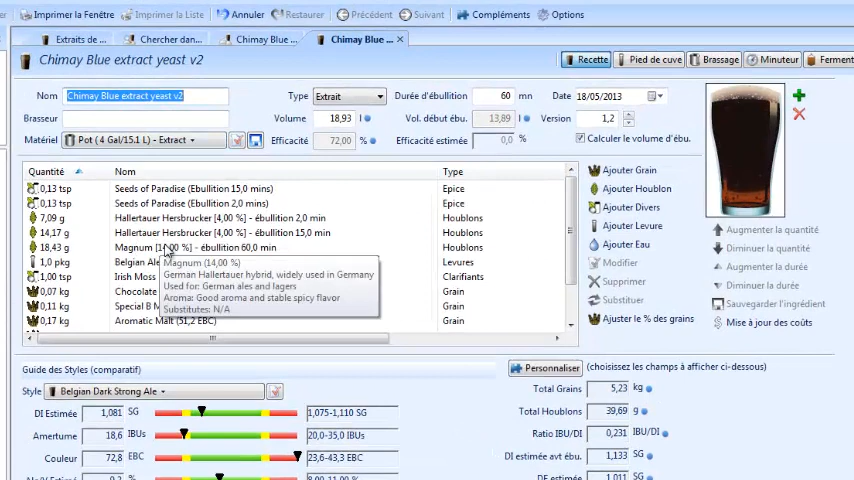 Imprimer la Fenêtre Imprimer la Liste Annuler Restaurer Précédent Suivant Compléments Options
Extraits de ... Chercher dan... Chimay Blue ... Chimay Blue ...
Chimay Blue extract yeast v2 Recette Pied de cuve Brassage Minuteur Ferment
Nom Chimay Blue extract yeast v2 Type Extrait Durée d'ébullition 60 mn Date 18/05/2013
Brasseur Volume 18,93 l Vol. début ébu. 13,89 l Version 1,2
Matériel Pot ( 4 Gal/15.1 L) - Extract Efficacité 72,00 % Efficacité estimée 0,0 % Calculer le volume d'ébu.
Quantité Nom Type
0,13 tsp Seeds of Paradise (Ebullition 15,0 mins) Epice
0,13 tsp Seeds of Paradise (Ebullition 2,0 mins) Epice
7,09 g Hallertauer Hersbrucker [4,00 %] - ébullition 2,0 min Houblons
14,17 g Hallertauer Hersbrucker [4,00 %] - ébullition 15,0 min Houblons
18,43 g Magnum [14,00 %] - ébullition 60,0 min Houblons
1,0 pkg Belgian Ale Levures
1,00 tsp Irish Moss Clarifiants
0,07 kg Chocolate Grain
0,11 kg Special B M Grain
0,17 kg Aromatic Malt (51,2 EBC) Grain
Magnum (14,00 %)
German Hallertauer hybrid, widely used in Germany
Used for: German ales and lagers
Aroma: Good aroma and stable spicy flavor
Substitutes: N/A
Ajouter Grain
Ajouter Houblon
Ajouter Divers
Ajouter Levure
Ajouter Eau
Modifier
Supprimer
Substituer
Ajuster le % des grains
Augmenter la quantité
Diminuer la quantité
Augmenter la durée
Diminuer la durée
Sauvegarder l'ingrédient
Mise à jour des coûts
Guide des Styles (comparatif)
Style Belgian Dark Strong Ale
DI Estimée 1,081 SG 1,075-1,110 SG
Amertume 18,6 IBUs 20,0-35,0 IBUs
Couleur 72,8 EBC 23,6-43,3 EBC
Personnaliser (choisissez les champs à afficher ci-dessous)
Total Grains 5,23 kg
Total Houblons 39,69 g
Ratio IBU/DI 0,231
DI estimée avt ébu. 1,133 SG
DF estimée 1,011 SG